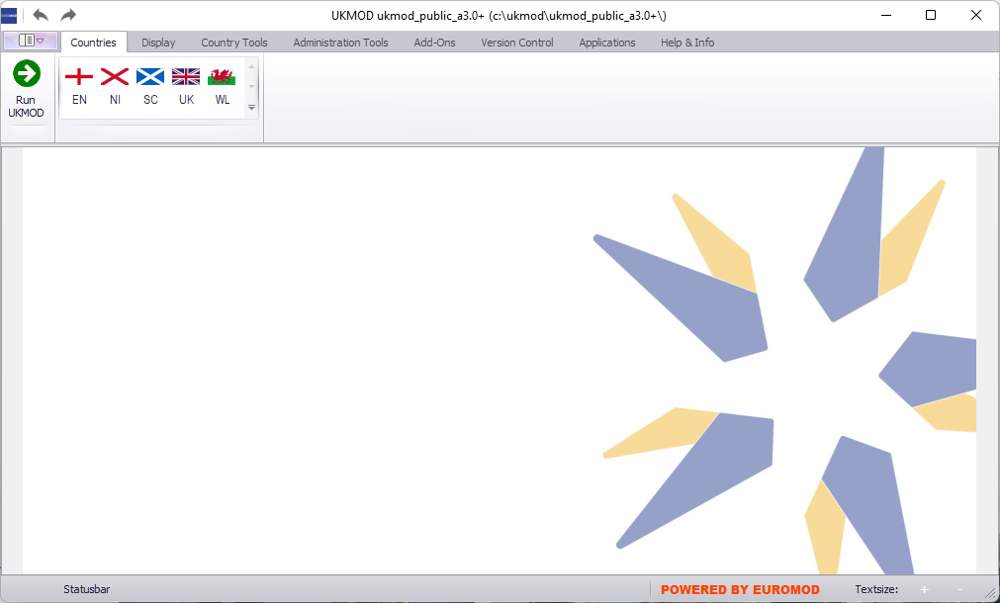 UKMOD ukmod_public_a3.0+ (c:\ukmod\ukmod_public_a3.0+\)
Countries Display Country Tools Administration Tools Add-Ons Version Control Applications Help & Info
Run
UKMOD
EN NI SC UK WL
Statusbar POWERED BY EUROMOD Textsize: + -